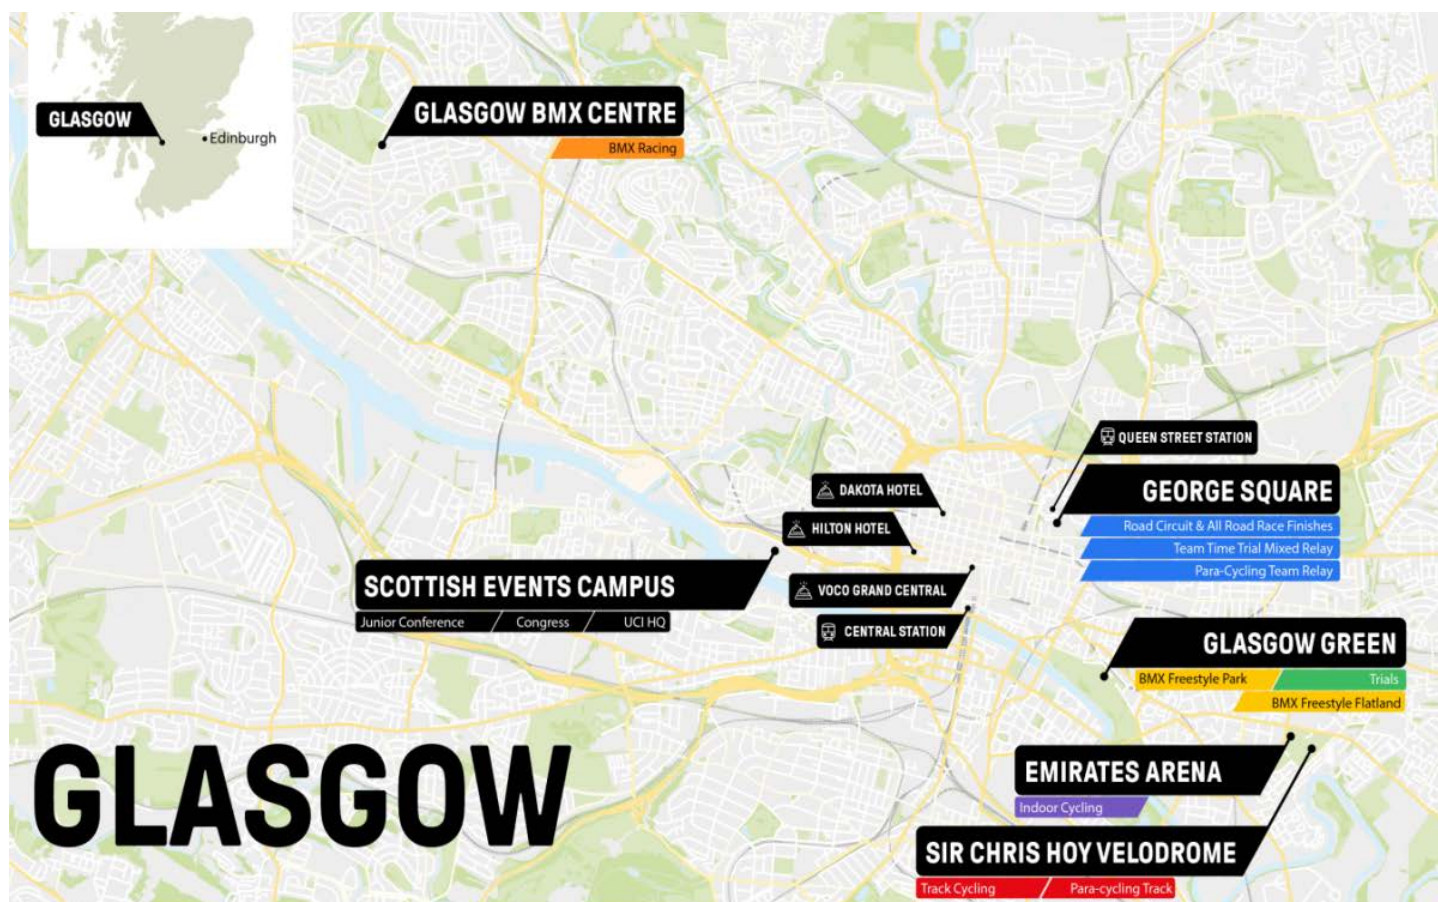 GLASGOW
Edinburgh
GLASGOW BMX CENTRE
BMX Racing
QUEEN STREET STATION
GEORGE SQUARE
Road Circuit & All Road Race Finishes
Team Time Trial Mixed Relay
Para-Cycling Team Relay
DAKOTA HOTEL
HILTON HOTEL
SCOTTISH EVENTS CAMPUS
Junior Conference / Congress / UCI HQ
VOCO GRAND CENTRAL
CENTRAL STATION
GLASGOW GREEN
BMX Freestyle Park / Trials
BMX Freestyle Flatland
EMIRATES ARENA
Indoor Cycling
SIR CHRIS HOY VELODROME
Track Cycling / Para-cycling Track
GLASGOW